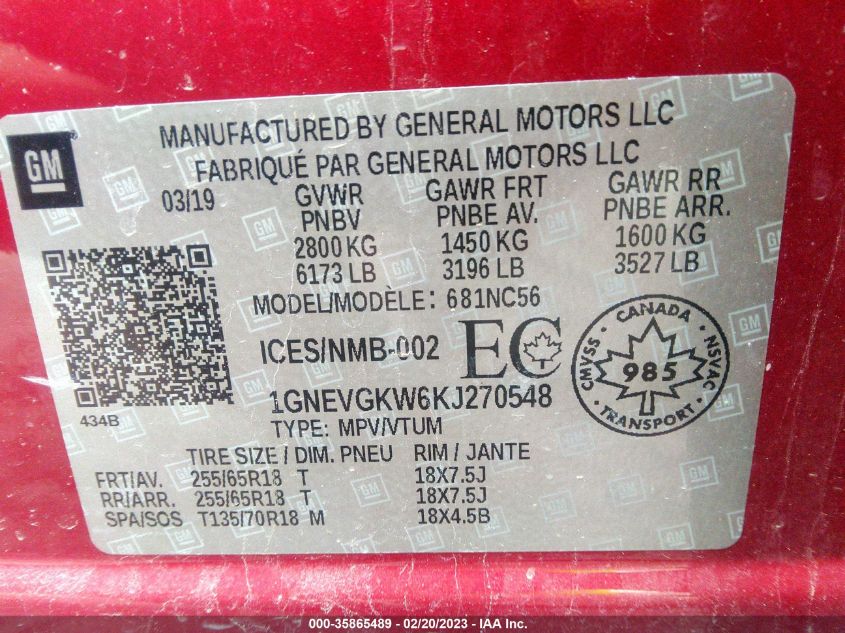 MANUFACTURED BY GENERAL MOTORS LLC
FABRIQUÉ PAR GENERAL MOTORS LLC
GM
03/19 GVWR GAWR FRT GAWR RR
PNBV PNBE AV. PNBE ARR.
2800 KG 1450 KG 1600 KG
6173 LB 3196 LB 3527 LB
MODEL/MODÈLE: 681NC56
ICES/NMB-002 EC
CANADA
CMVSS 985 NSVAC
TRANSPORT
434B
1GNEVGKW6KJ270548
TYPE: MPV/VTUM
TIRE SIZE / DIM. PNEU RIM / JANTE
FRT/AV. 255/65R18 T 18X7.5J
RR/ARR. 255/65R18 T 18X7.5J
SPA/SOS T135/70R18 M 18X4.5B
000-35865489 - 02/20/2023 - IAA Inc.